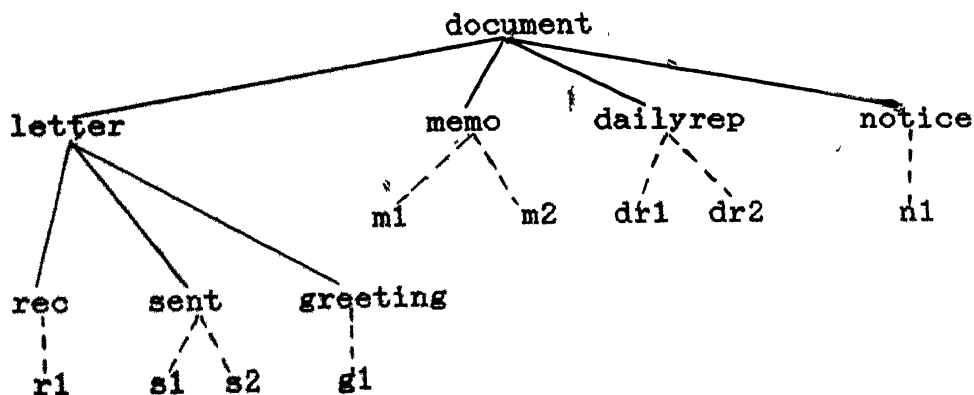 document
letter memo dailyrep notice
m1 m2 dr1 dr2 n1
rec sent greeting
r1 s1 s2 g1